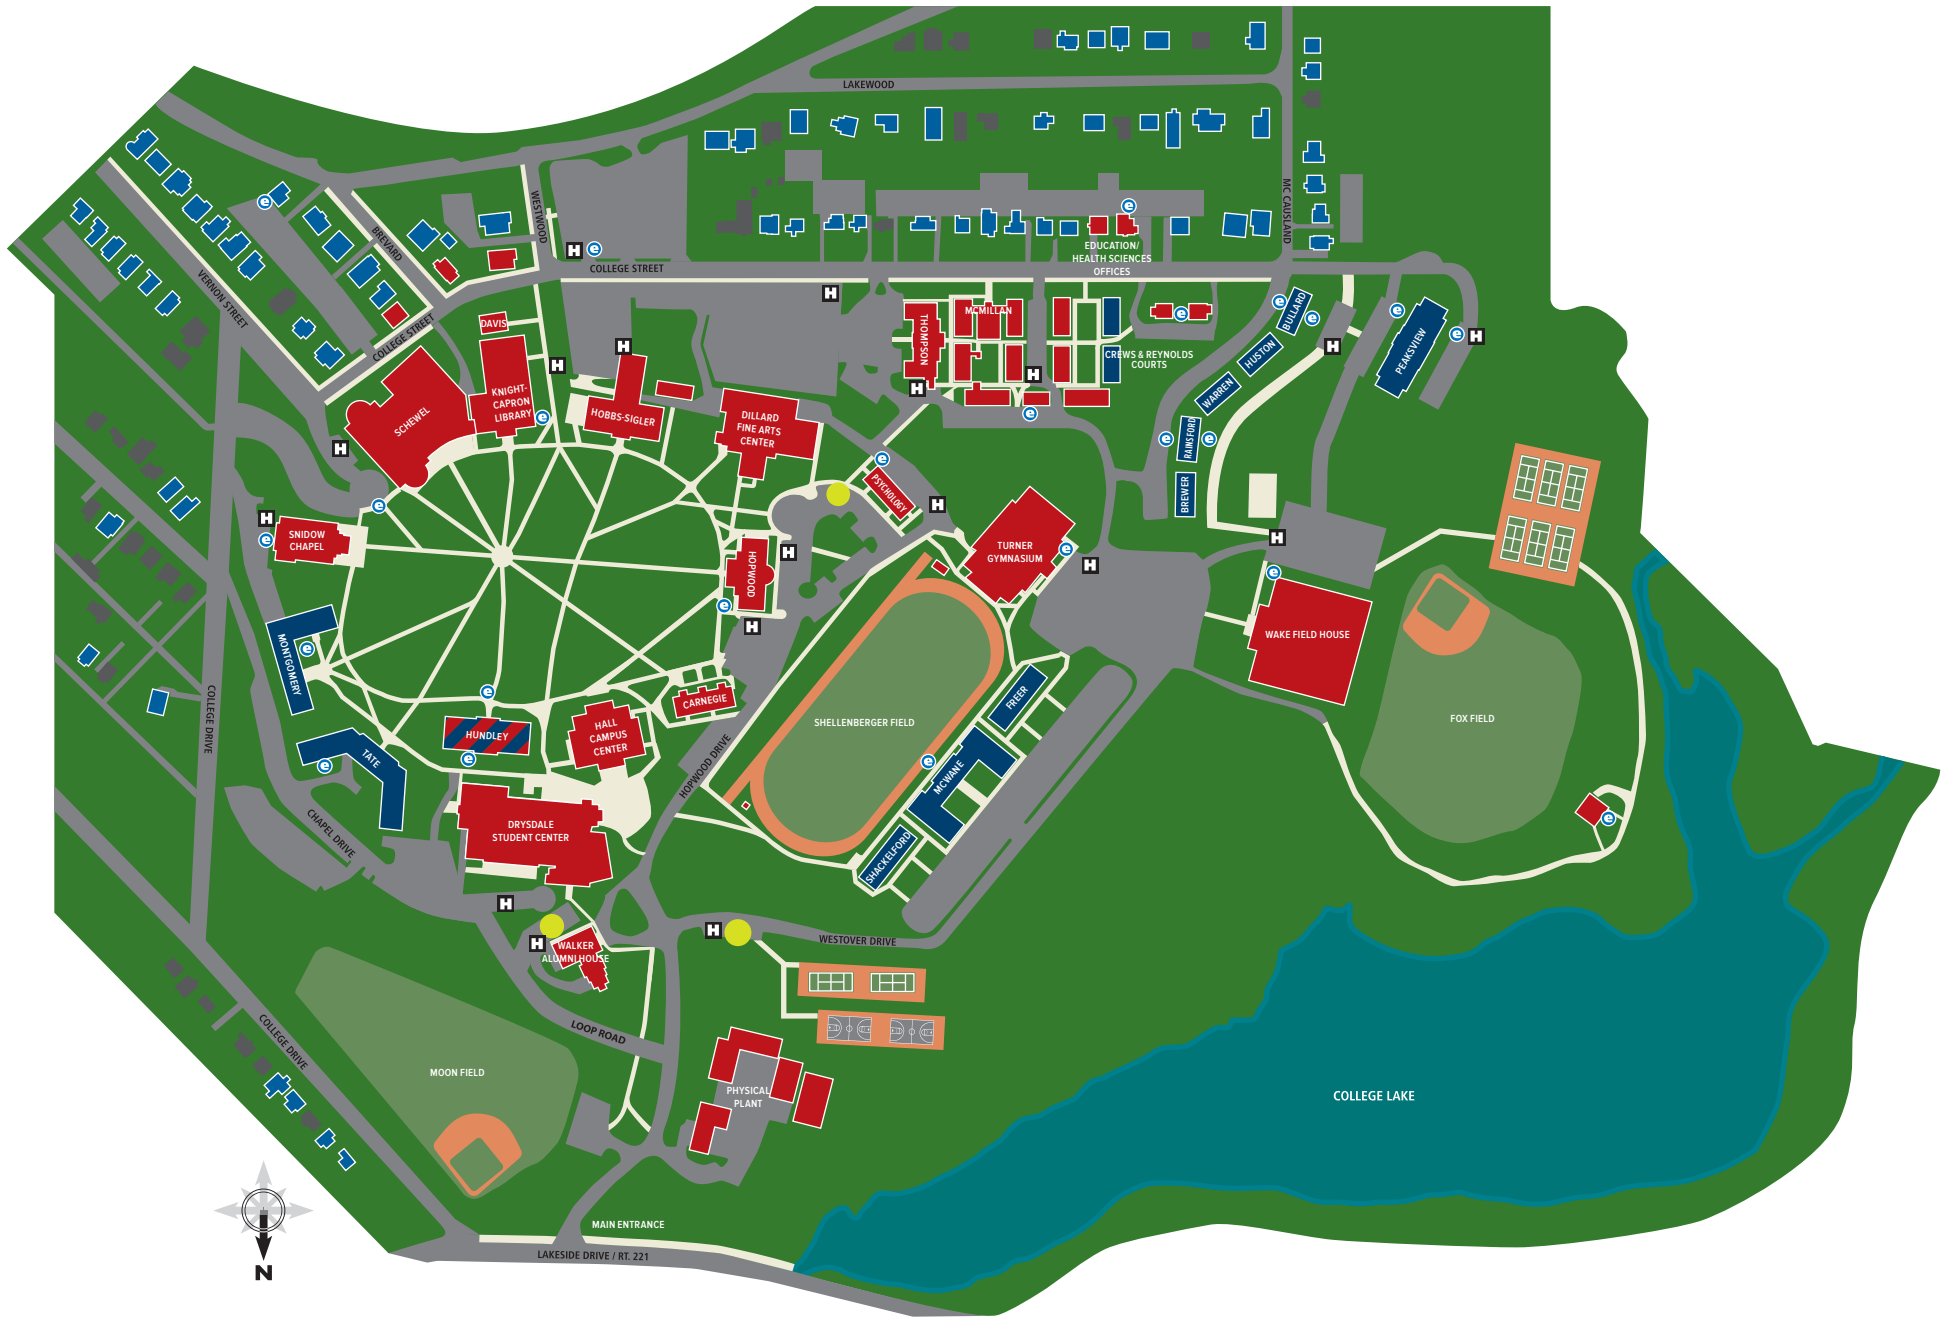 LAKEWOOD
WESTWOOD
MC CAUSLAND
BREVARD
VERNON STREET
e
H
e
COLLEGE STREET
e
EDUCATION/
HEALTH SCIENCES
OFFICES
H
COLLEGE STREET
DAVIS
THOMPSON
MCMILLAN
e
CREWS & REYNOLDS
COURTS
e
BULLARD
e
e
PEAKSVIEW
e
H
H
HUSTON
WARREN
H
H
H
H
e
SCHEWEL
KNIGHT-
CAPRON
LIBRARY
e
HOBBS-SIGLER
DILLARD
FINE ARTS
CENTER
e
RAINSFORD
e
BREWER
H
e
e
PSYCHOLOGY
H
H
e
SNIDOW
CHAPEL
HOPWOOD
H
TURNER
GYMNASIUM
e
H
H
e
WAKE FIELD HOUSE
e
H
MONTGOMERY
e
COLLEGE DRIVE
e
HUNDLEY
e
TATE
e
HALL
CAMPUS
CENTER
CARNEGIE
SHELLENBERGER FIELD
FREER
FOX FIELD
HOPWOOD DRIVE
e
MCWANE
CHAPEL DRIVE
DRYSDALE
STUDENT CENTER
SHACKELFORD
e
H
H
WALKER
ALUMNI HOUSE
H
WESTOVER DRIVE
COLLEGE DRIVE
LOOP ROAD
MOON FIELD
PHYSICAL
PLANT
COLLEGE LAKE
N
MAIN ENTRANCE
LAKESIDE DRIVE / RT. 221